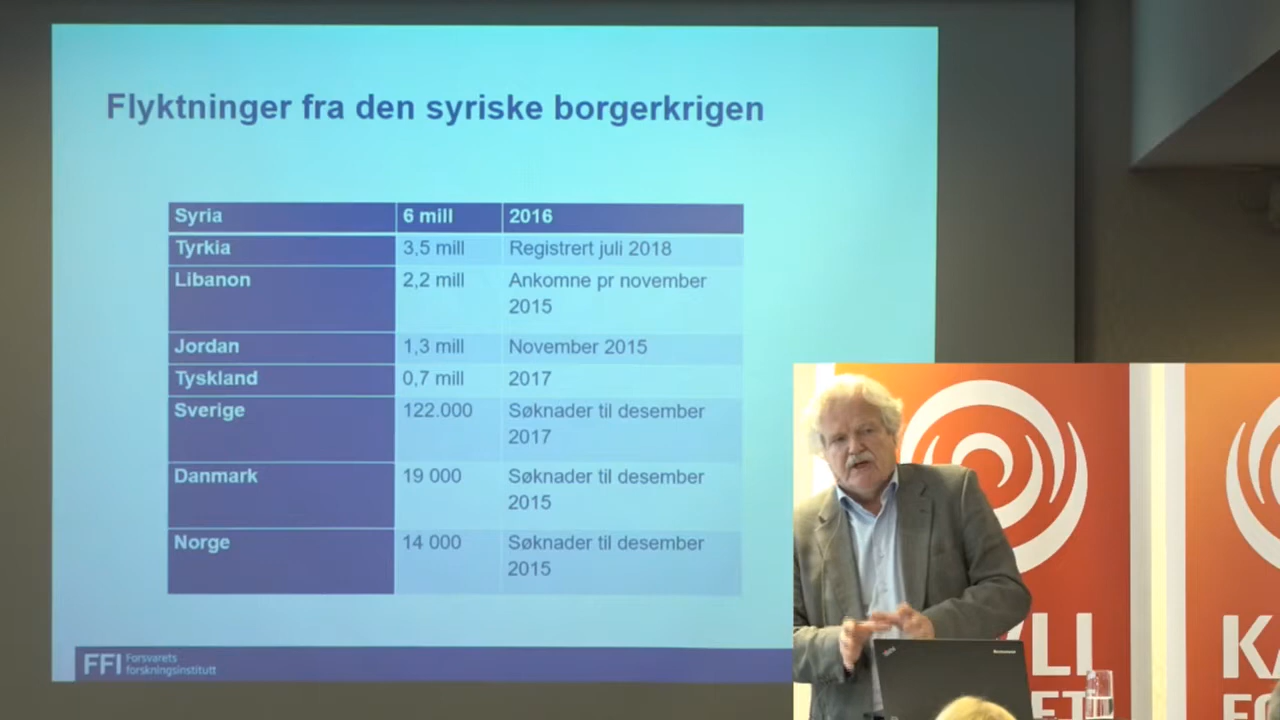 Flyktninger fra den syriske borgerkrigen
Syria 6 mill 2016
Tyrkia 3,5 mill Registrert juli 2018
Libanon 2,2 mill Ankomne pr november
2015
Jordan 1,3 mill November 2015
Tyskland 0,7 mill 2017
Sverige 122.000 Søknader til desember
2017
Danmark 19 000 Søknader til desember
2015
Norge 14 000 Søknader til desember
2015
FFI Forsvarets
forskningsinstitutt